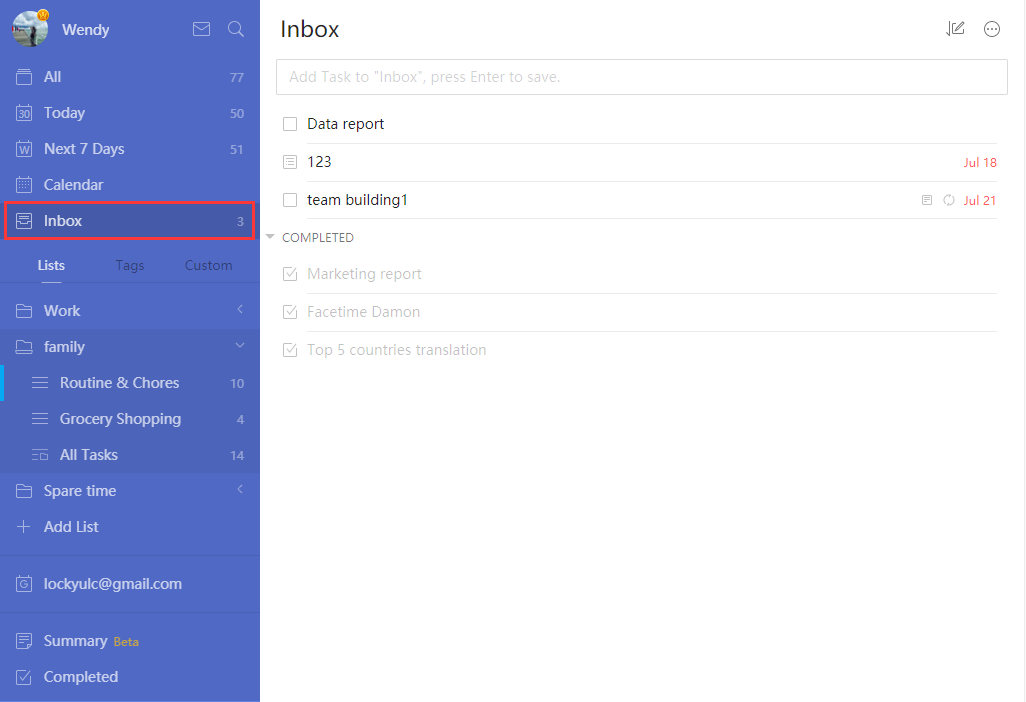 Wendy
All 77
30 Today 50
W Next 7 Days 51
Calendar
Inbox 3
Lists Tags Custom
Work
family
Routine & Chores 10
Grocery Shopping 4
All Tasks 14
Spare time
Add List
G lockyulc@gmail.com
Summary Beta
Completed
Inbox
Add Task to "Inbox", press Enter to save.
Data report
123 Jul 18
team building1 Jul 21
COMPLETED
Marketing report
Facetime Damon
Top 5 countries translation